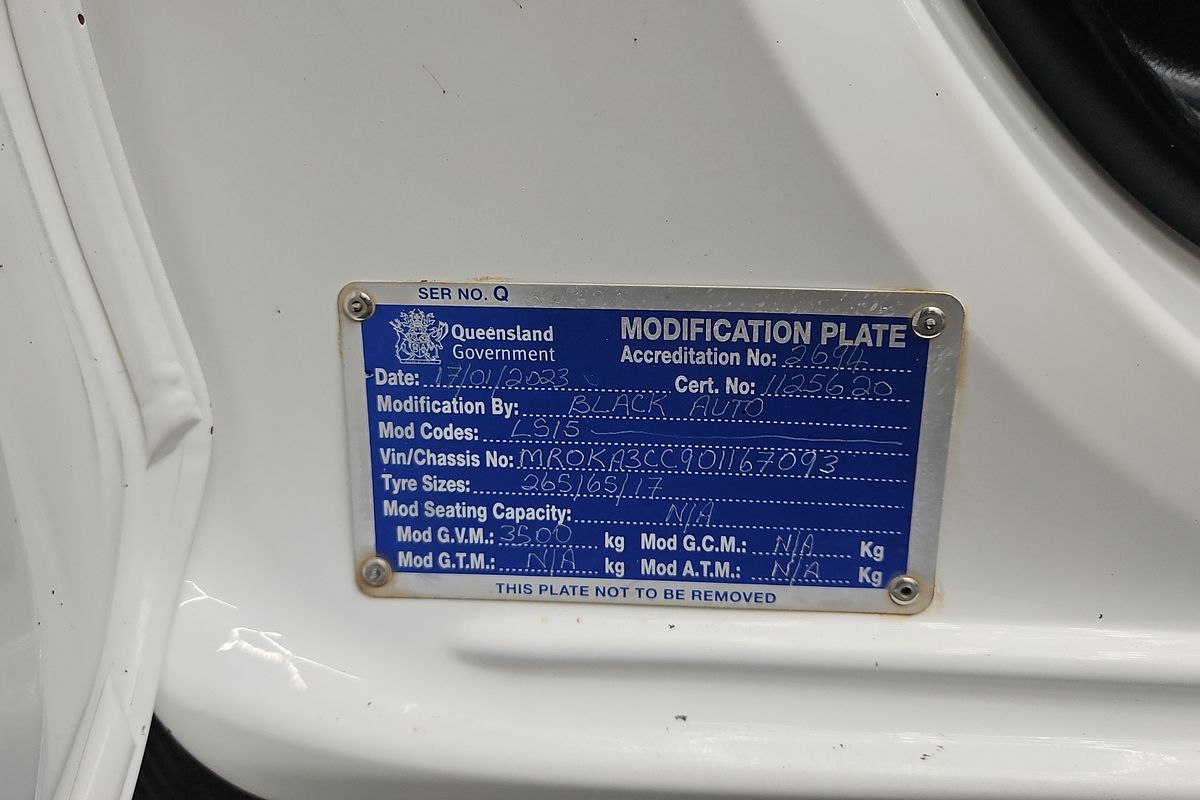 SER NO. Q
Queensland Government
MODIFICATION PLATE
Accreditation No: 2694
Date: 17/01/2023 Cert. No: 1125620
Modification By: BLACK AUTO
Mod Codes: LS15
Vin/Chassis No: MR0KA3CC901167093
Tyre Sizes: 265/65/17
Mod Seating Capacity: N/A
Mod G.V.M.: 3500 kg Mod G.C.M.: N/A Kg
Mod G.T.M.: N/A kg Mod A.T.M.: N/A Kg
THIS PLATE NOT TO BE REMOVED